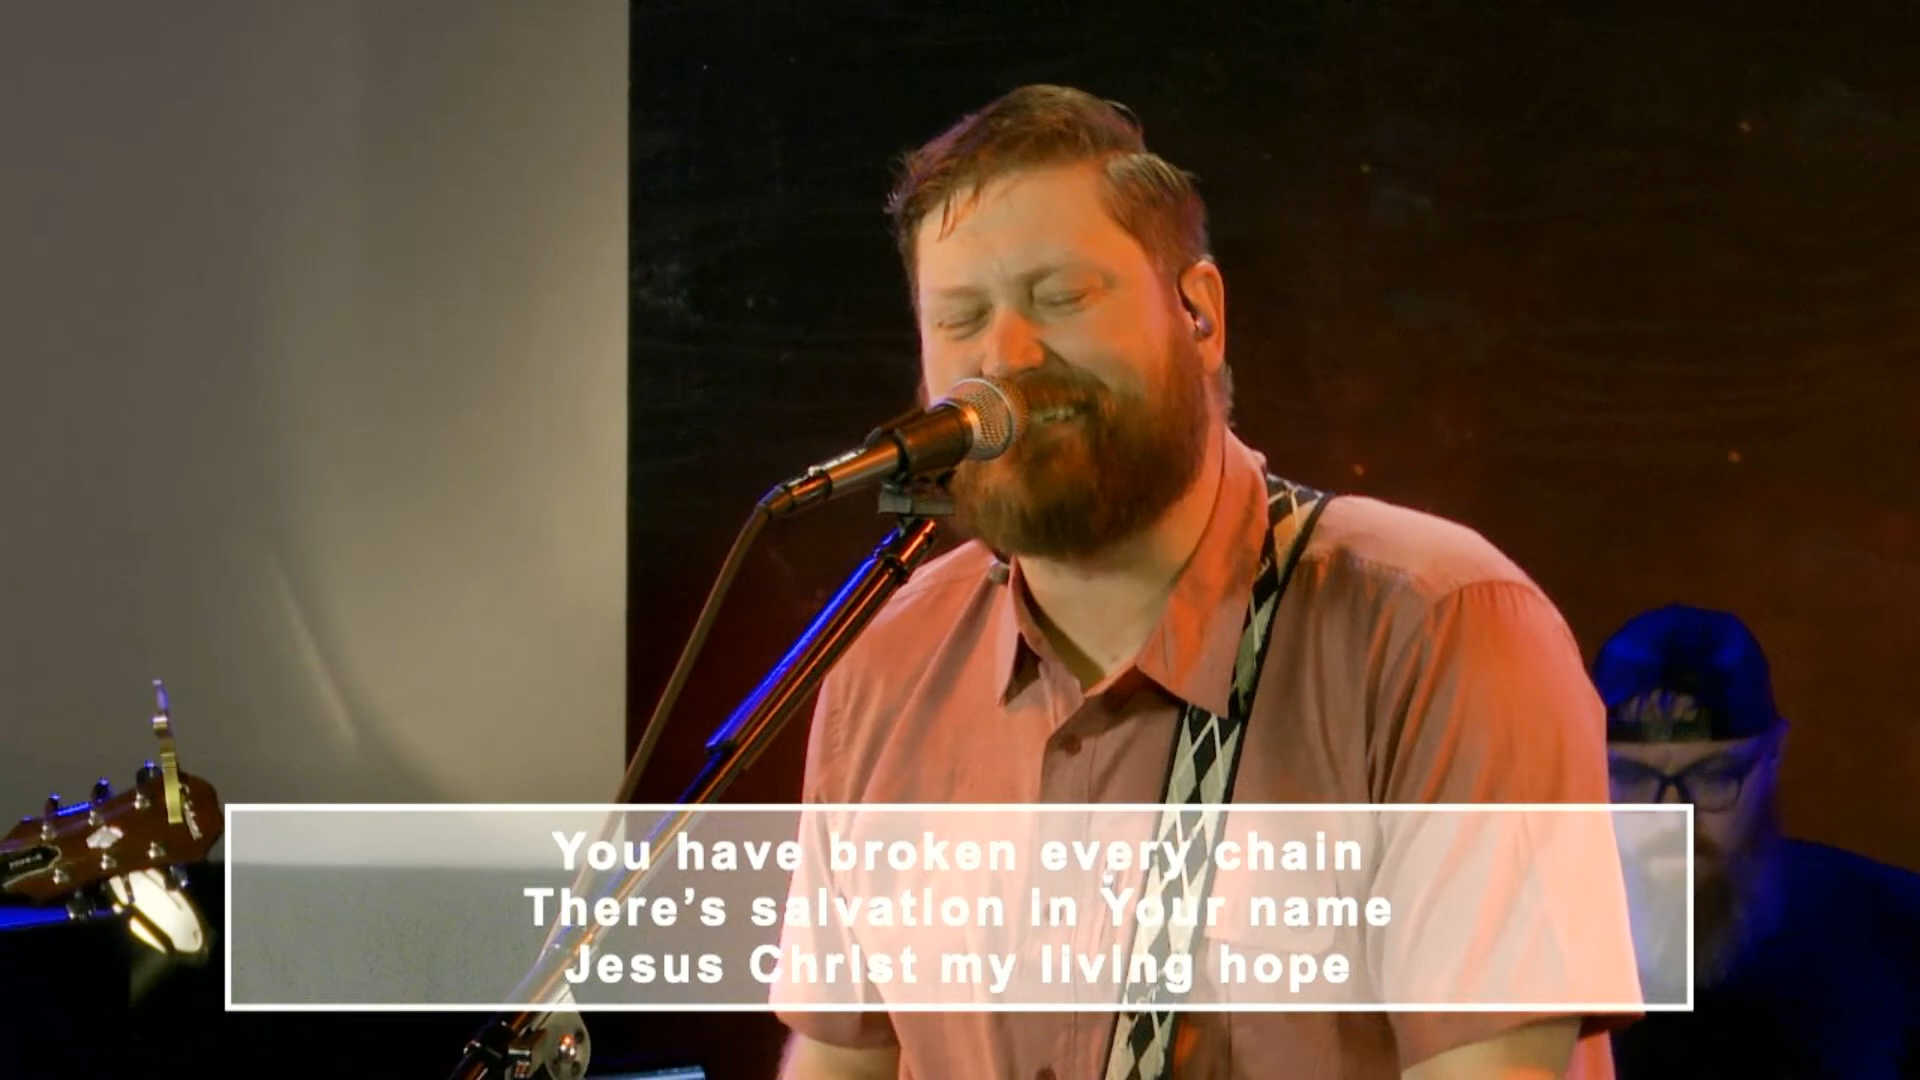 You have broken every chain
There's salvation in Your name
Jesus Christ my living hope